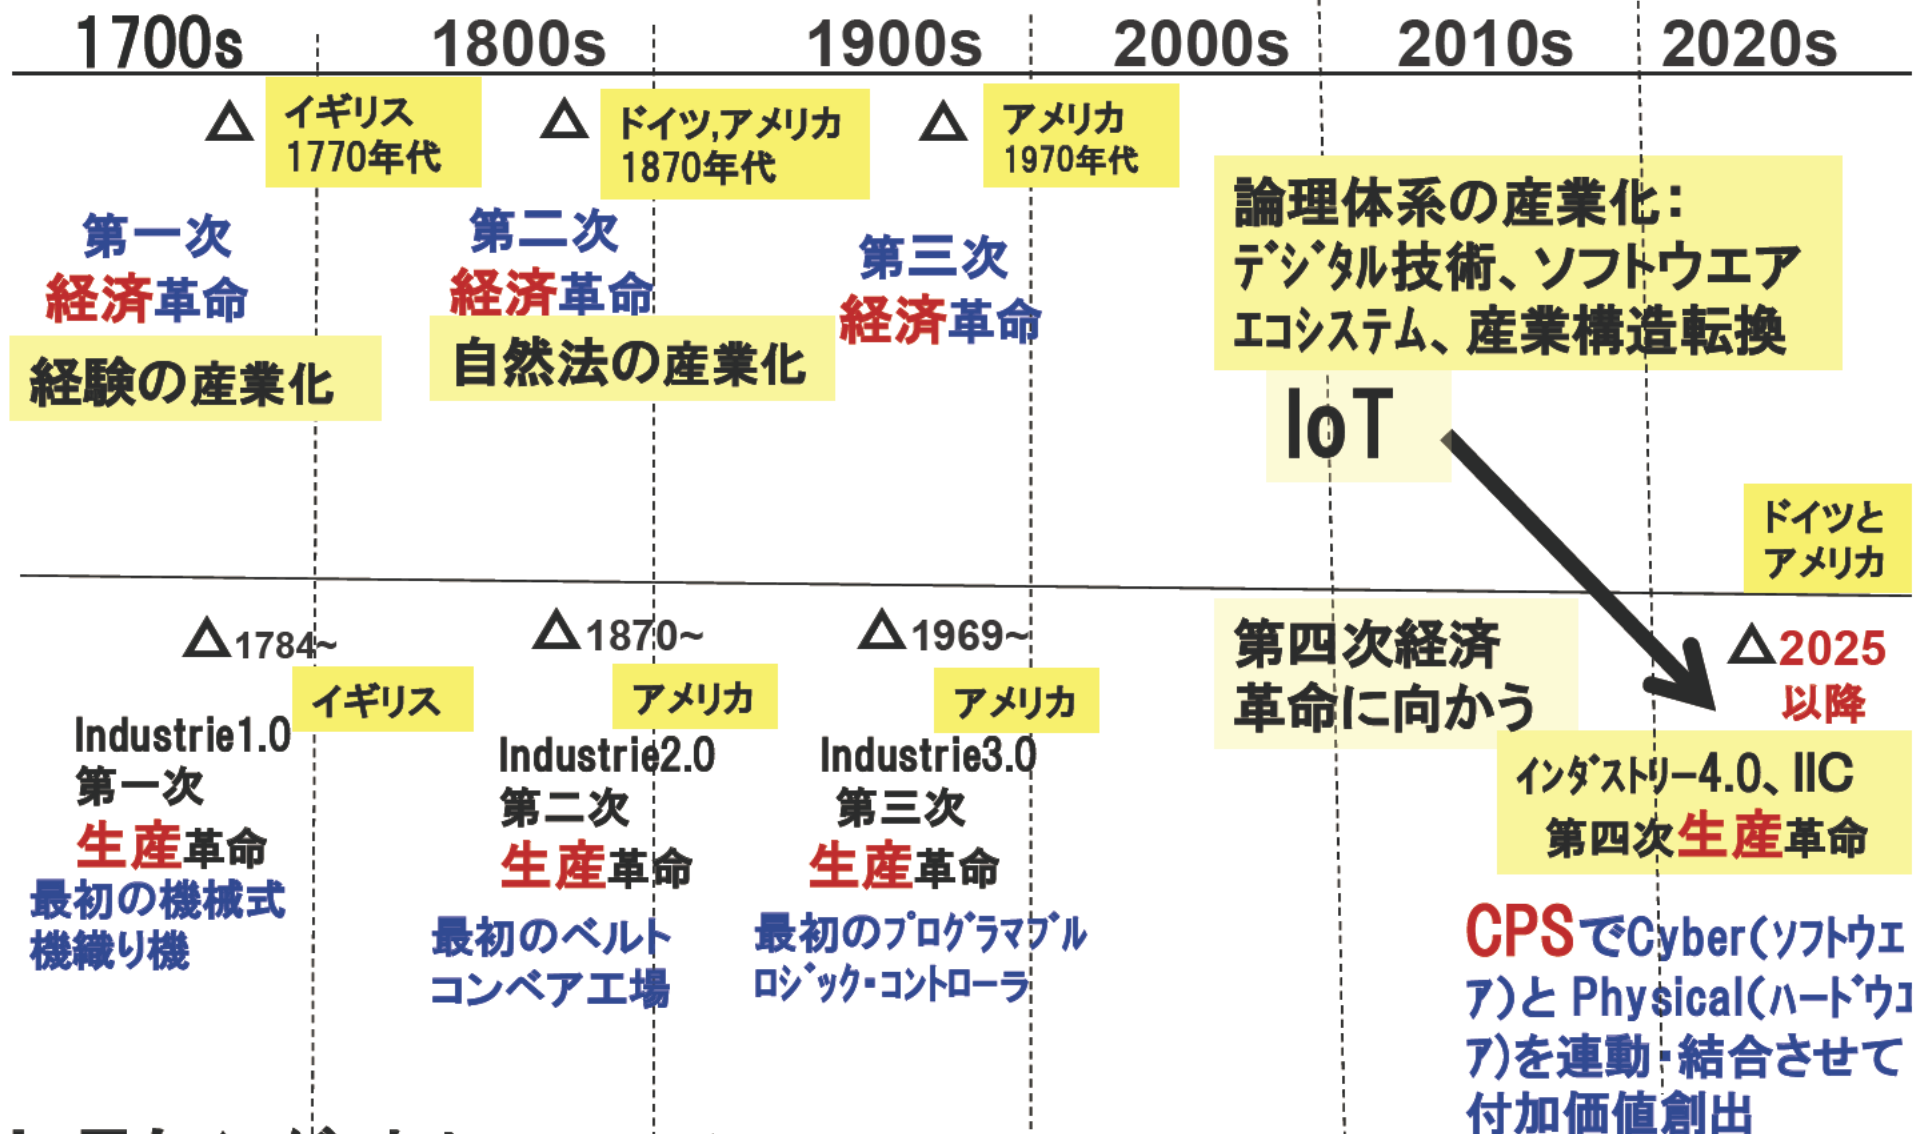 1700s 1800s 1900s 2000s 2010s 2020s
△ イギリス
1770年代
第一次
経済革命
経験の産業化
△ ドイツ,アメリカ
1870年代
第二次
経済革命
自然法の産業化
△ アメリカ
1970年代
第三次
経済革命
論理体系の産業化:
デジタル技術、ソフトウエア
エコシステム、産業構造転換
IoT
ドイツと
アメリカ
△1784~
イギリス
Industrie1.0
第一次
生産革命
最初の機械式
機織り機
△1870~
アメリカ
Industrie2.0
第二次
生産革命
最初のベルト
コンベア工場
△1969~
アメリカ
Industrie3.0
第三次
生産革命
最初のプログラマブル
ロジック・コントローラ
第四次経済
革命に向かう
△2025
以降
インダストリー4.0、IIC
第四次生産革命
CPSでCyber(ソフトウエ
ア)と Physical(ハードウエ
ア)を連動・結合させて
付加価値創出